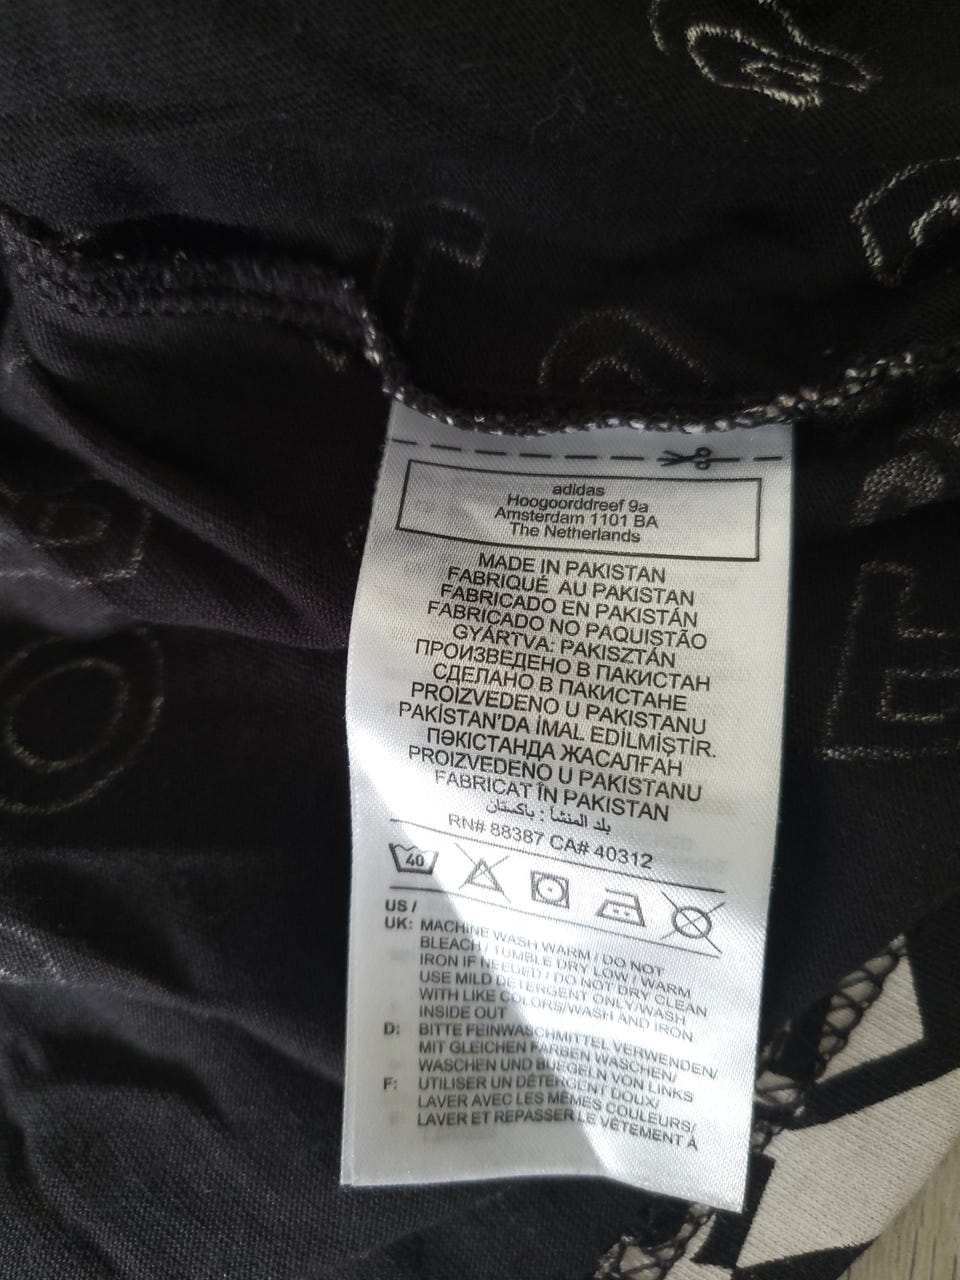 adidas
Hoogoorddreef 9a
Amsterdam 1101 BA
The Netherlands
MADE IN PAKISTAN
FABRIQUÉ AU PAKISTAN
FABRICADO EN PAKISTÁN
FABRICADO NO PAQUISTÃO
GYÁRTVA: PAKISZTÁN
ПРОИЗВЕДЕНО В ПАКИСТАН
СДЕЛАНО В ПАКИСТАНЕ
PROIZVEDENO U PAKISTANU
PAKİSTAN'DA İMAL EDİLMİŞTİR.
ПӘКІСТАНДА ЖАСАЛҒАН
PROIZVEDENO U PAKISTANU
FABRICAT ÎN PAKISTAN
بلد المنشأ : باكستان
RN# 88387 CA# 40312
40
US /
UK: MACHINE WASH WARM / DO NOT
BLEACH / TUMBLE DRY LOW / WARM
IRON IF NEEDED / DO NOT DRY CLEAN
USE MILD DETERGENT ONLY/WASH
WITH LIKE COLORS/WASH AND IRON
INSIDE OUT
D: BITTE FEINWASCHMITTEL VERWENDEN/
MIT GLEICHEN FARBEN WASCHEN/
WASCHEN UND BUEGELN VON LINKS
F: UTILISER UN DÉTERGENT DOUX/
LAVER AVEC LES MÊMES COULEURS/
LAVER ET REPASSER LE VÊTEMENT À